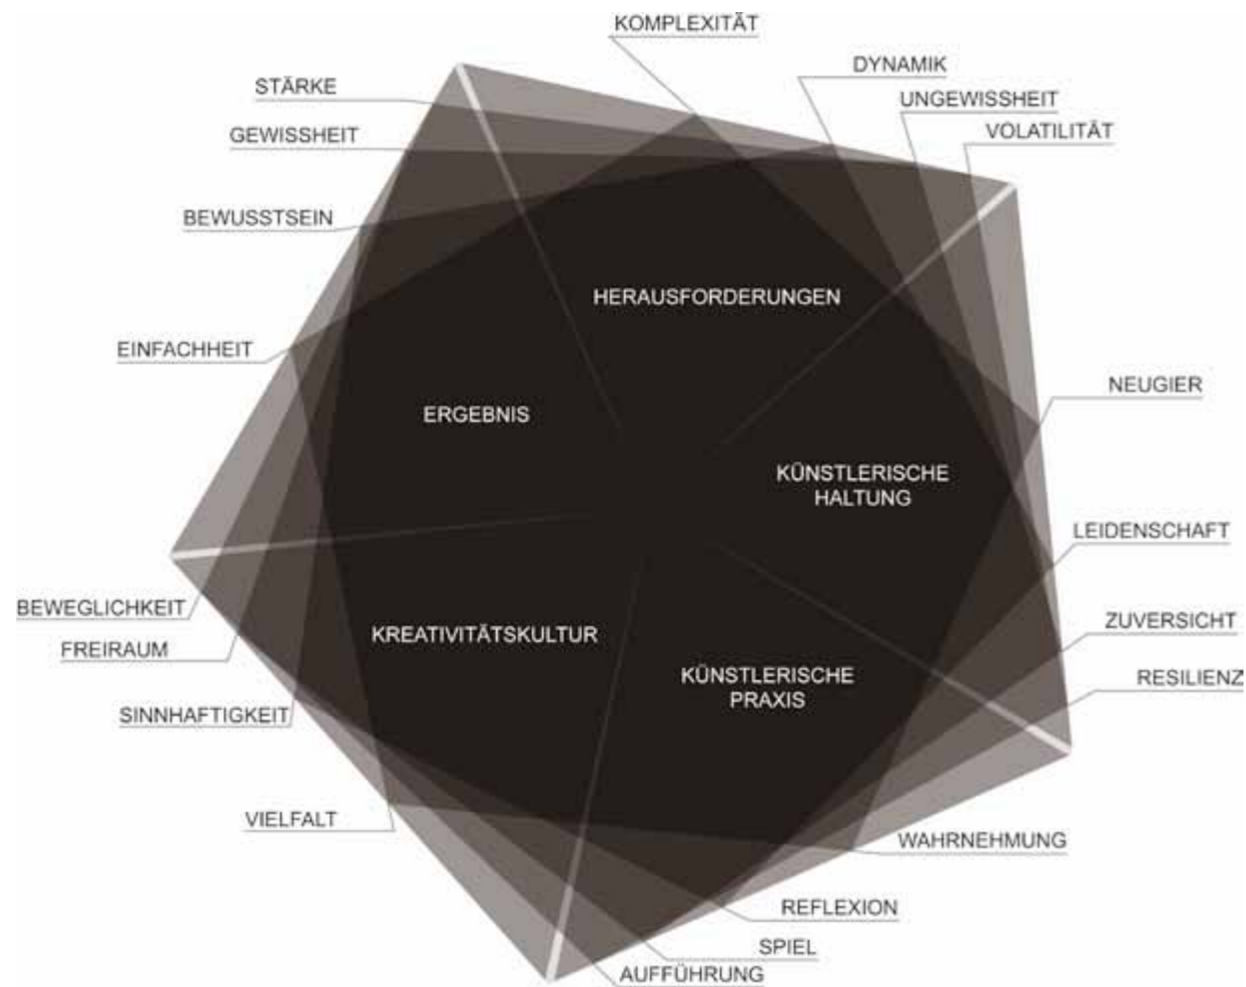 KOMPLEXITÄT
DYNAMIK
UNGEWISSHEIT
VOLATILITÄT
STÄRKE
GEWISSHEIT
BEWUSSTSEIN
EINFACHHEIT
HERAUSFORDERUNGEN
ERGEBNIS
KÜNSTLERISCHE
HALTUNG
NEUGIER
LEIDENSCHAFT
ZUVERSICHT
RESILIENZ
BEWEGLICHKEIT
FREIRAUM
SINNHAFTIGKEIT
VIELFALT
KREATIVITÄTSKULTUR
KÜNSTLERISCHE
PRAXIS
WAHRNEHMUNG
REFLEXION
SPIEL
AUFFÜHRUNG